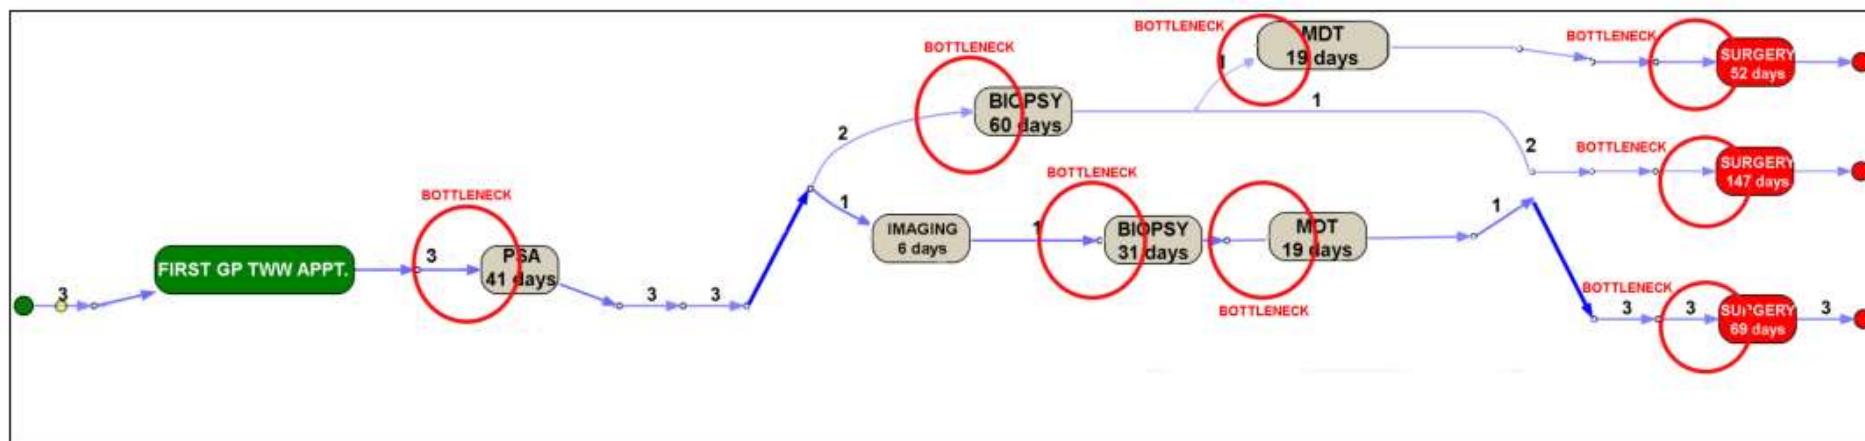 BOTTLENECK
MDT
19 days
1
BOTTLENECK
SURGERY
52 days
BOTTLENECK
BIOPSY
60 days
1
2
2
BOTTLENECK
SURGERY
147 days
BOTTLENECK
3
PSA
41 days
FIRST GP TWW APPT.
3
3
3
1
IMAGING
6 days
1
BOTTLENECK
BIOPSY
31 days
MDT
19 days
BOTTLENECK
1
BOTTLENECK
3
3
SURGERY
69 days
3